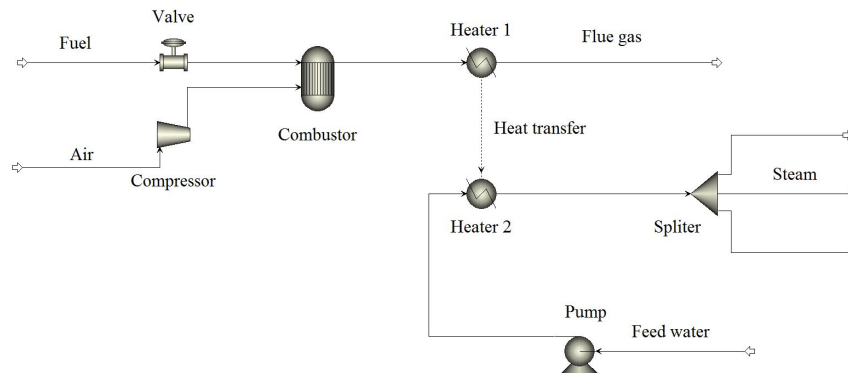 Valve
Heater 1
Fuel
Flue gas
Combustor
Heat transfer
Air
Compressor
Steam
Heater 2
Spliter
Pump
Feed water